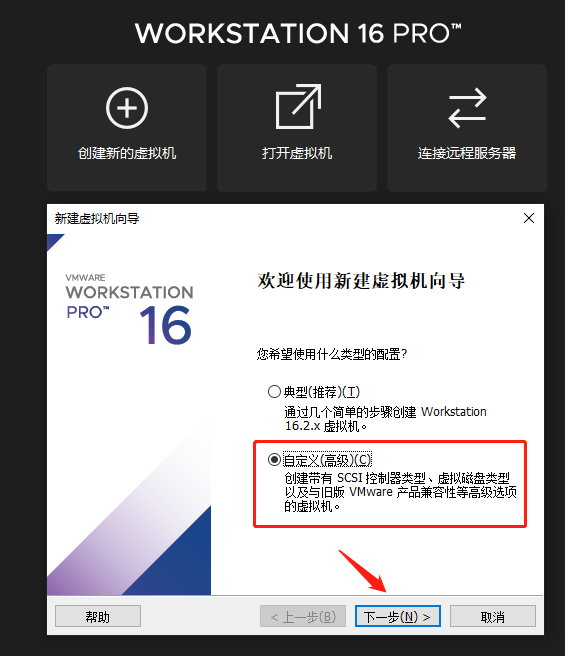 WORKSTATION 16 PRO™
创建新的虚拟机
打开虚拟机
连接远程服务器
新建虚拟机向导
VMWARE
WORKSTATION
PRO™
16
欢迎使用新建虚拟机向导
您希望使用什么类型的配置?
典型(推荐)(T)
通过几个简单的步骤创建 Workstation
16.2.x 虚拟机。
自定义(高级)(C)
创建带有 SCSI 控制器类型、虚拟磁盘类型
以及与旧版 VMware 产品兼容性等高级选项
的虚拟机。
帮助
< 上一步(B)
下一步(N) >
取消